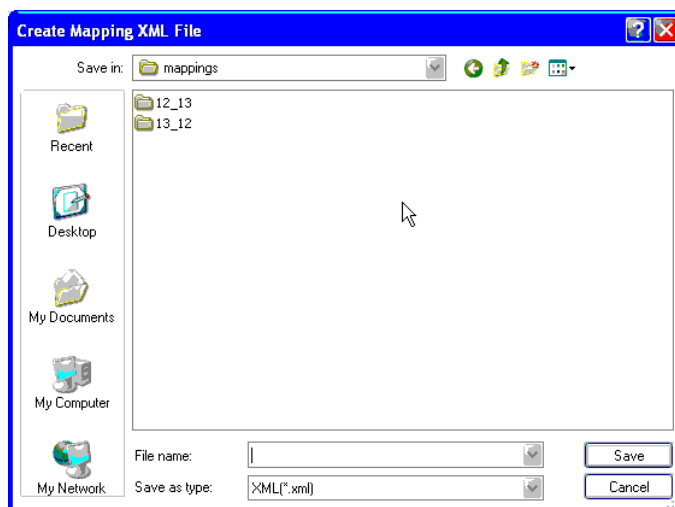 Create Mapping XML File
Save in:
mappings
12_13
13_12
Recent
Desktop
My Documents
My Computer
My Network
File name:
Save
Save as type:
XML(*.xml)
Cancel